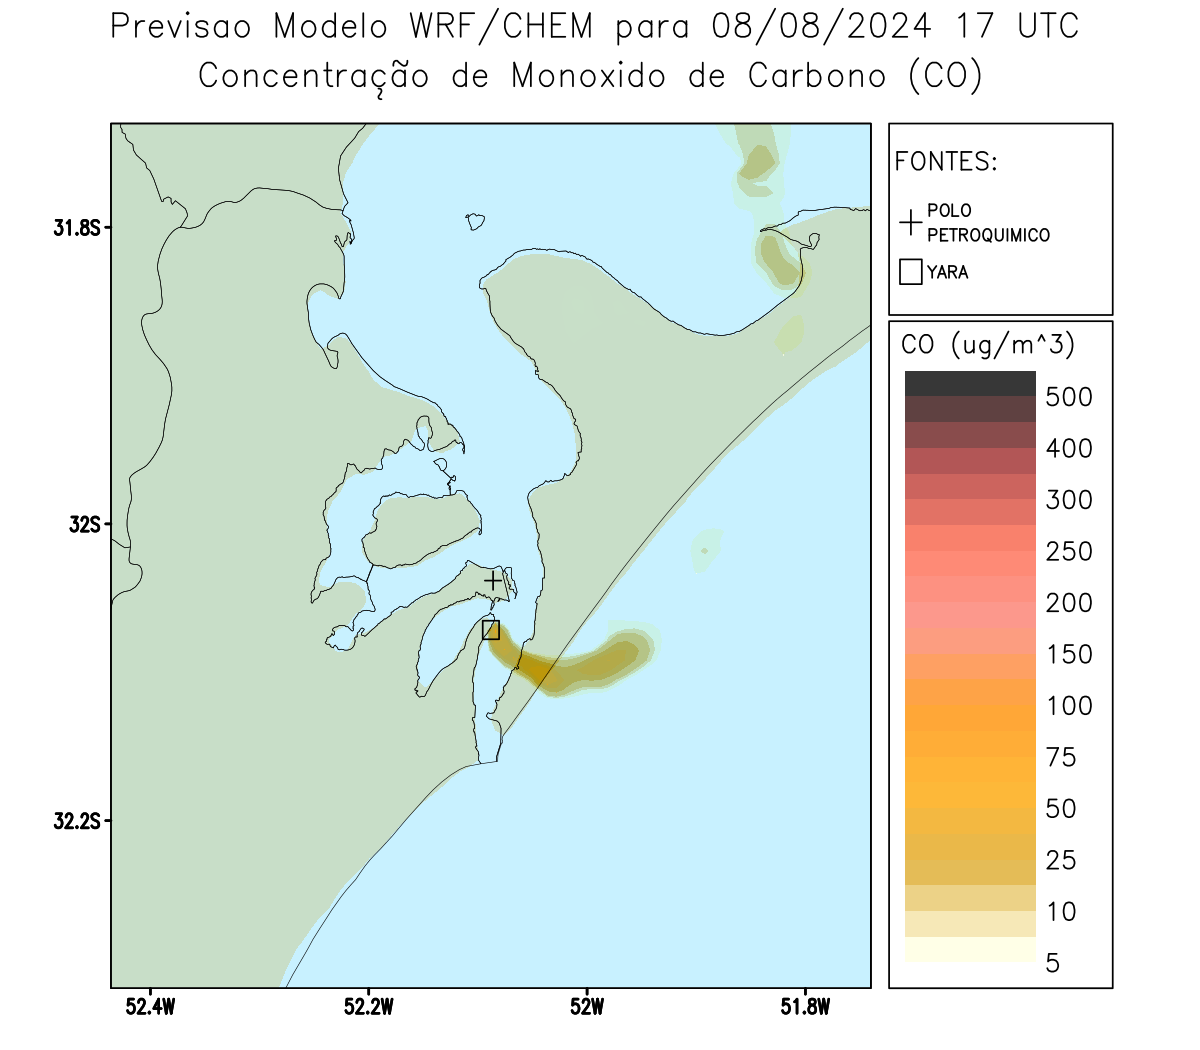 Previsao Modelo WRF/CHEM para 08/08/2024 17 UTC
Concentração de Monoxido de Carbono (CO)
FONTES:
POLO
PETROQUIMICO
YARA
CO (ug/m^3)
500
400
300
250
200
150
100
75
50
25
10
5
31.8S
32S
32.2S
52.4W
52.2W
52W
51.8W